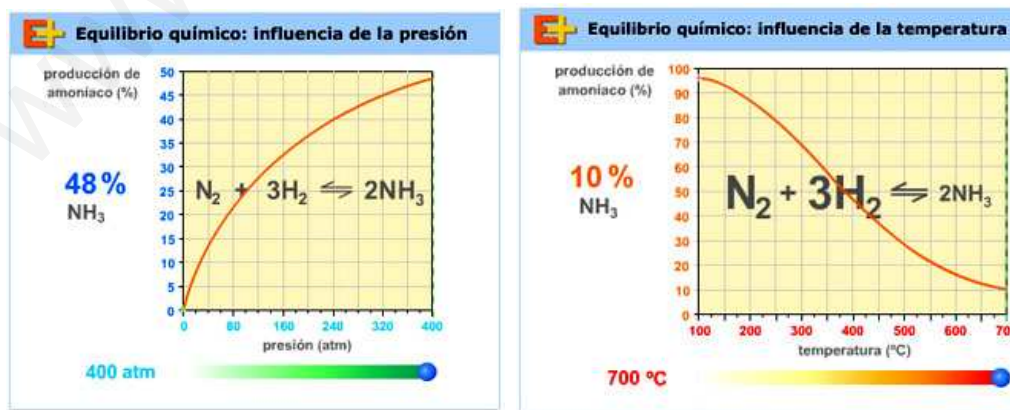 E+ Equilibrio químico: influencia de la presión
producción de
amoniaco (%)
50
45
40
35
30
25
20
15
10
5
0
48%
NH₃
N₂ + 3H₂ ⇋ 2NH₃
0 80 160 240 320 400
presión (atm)
400 atm
E+ Equilibrio químico: influencia de la temperatura
producción de
amoniaco (%)
100
90
80
70
60
50
40
30
20
10
0
10 %
NH₃
N₂ + 3H₂ ⇋ 2NH₃
100 200 300 400 500 600
temperatura (ºC)
700 ºC